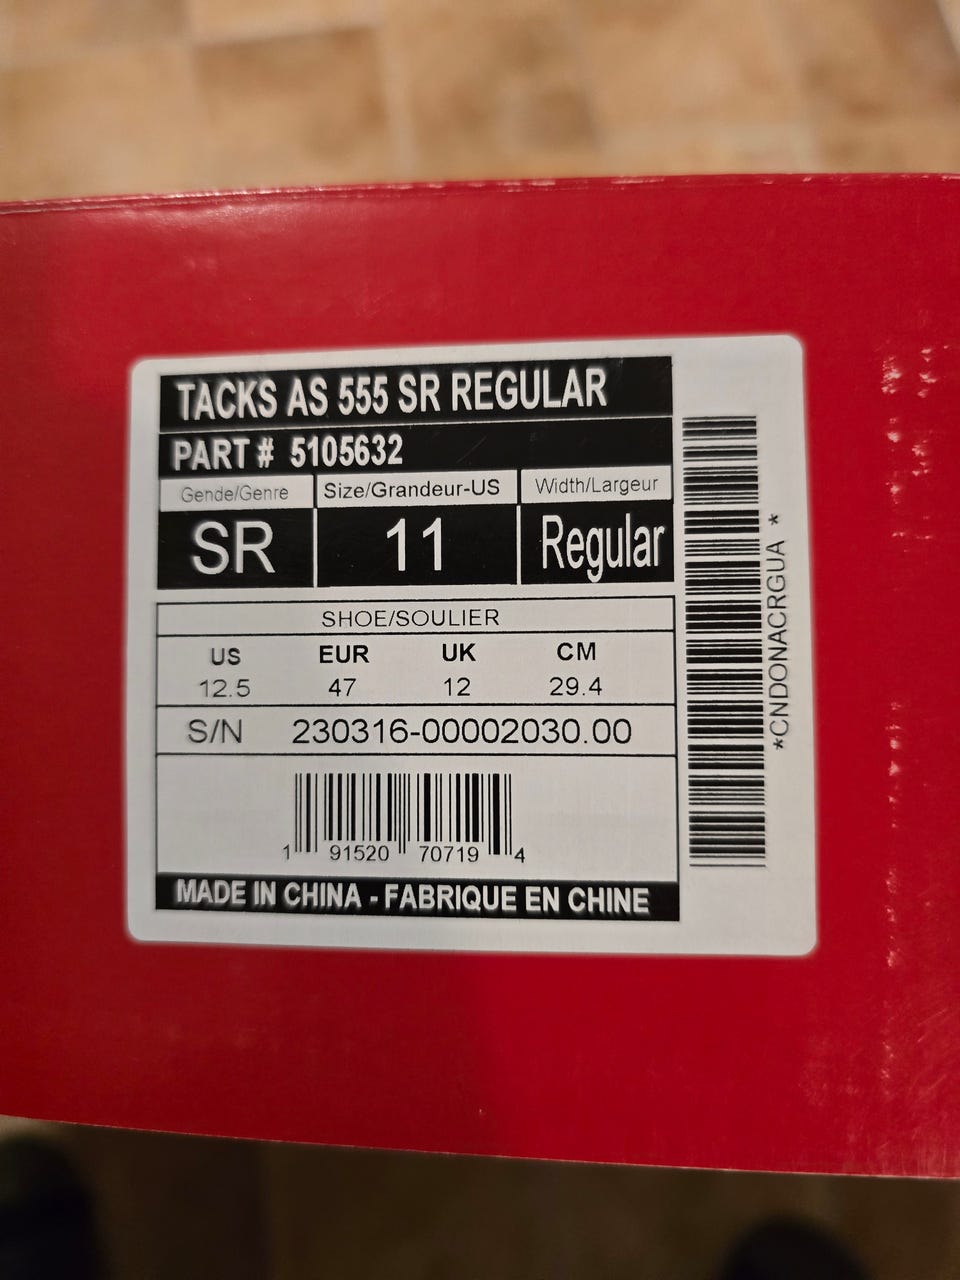 TACKS AS 555 SR REGULAR
PART # 5105632
Gende/Genre Size/Grandeur-US Width/Largeur
SR 11 Regular
SHOE/SOULIER
US EUR UK CM
12.5 47 12 29.4
S/N 230316-00002030.00
1 91520 70719 4
MADE IN CHINA - FABRIQUE EN CHINE
*CNDONACRGUA *